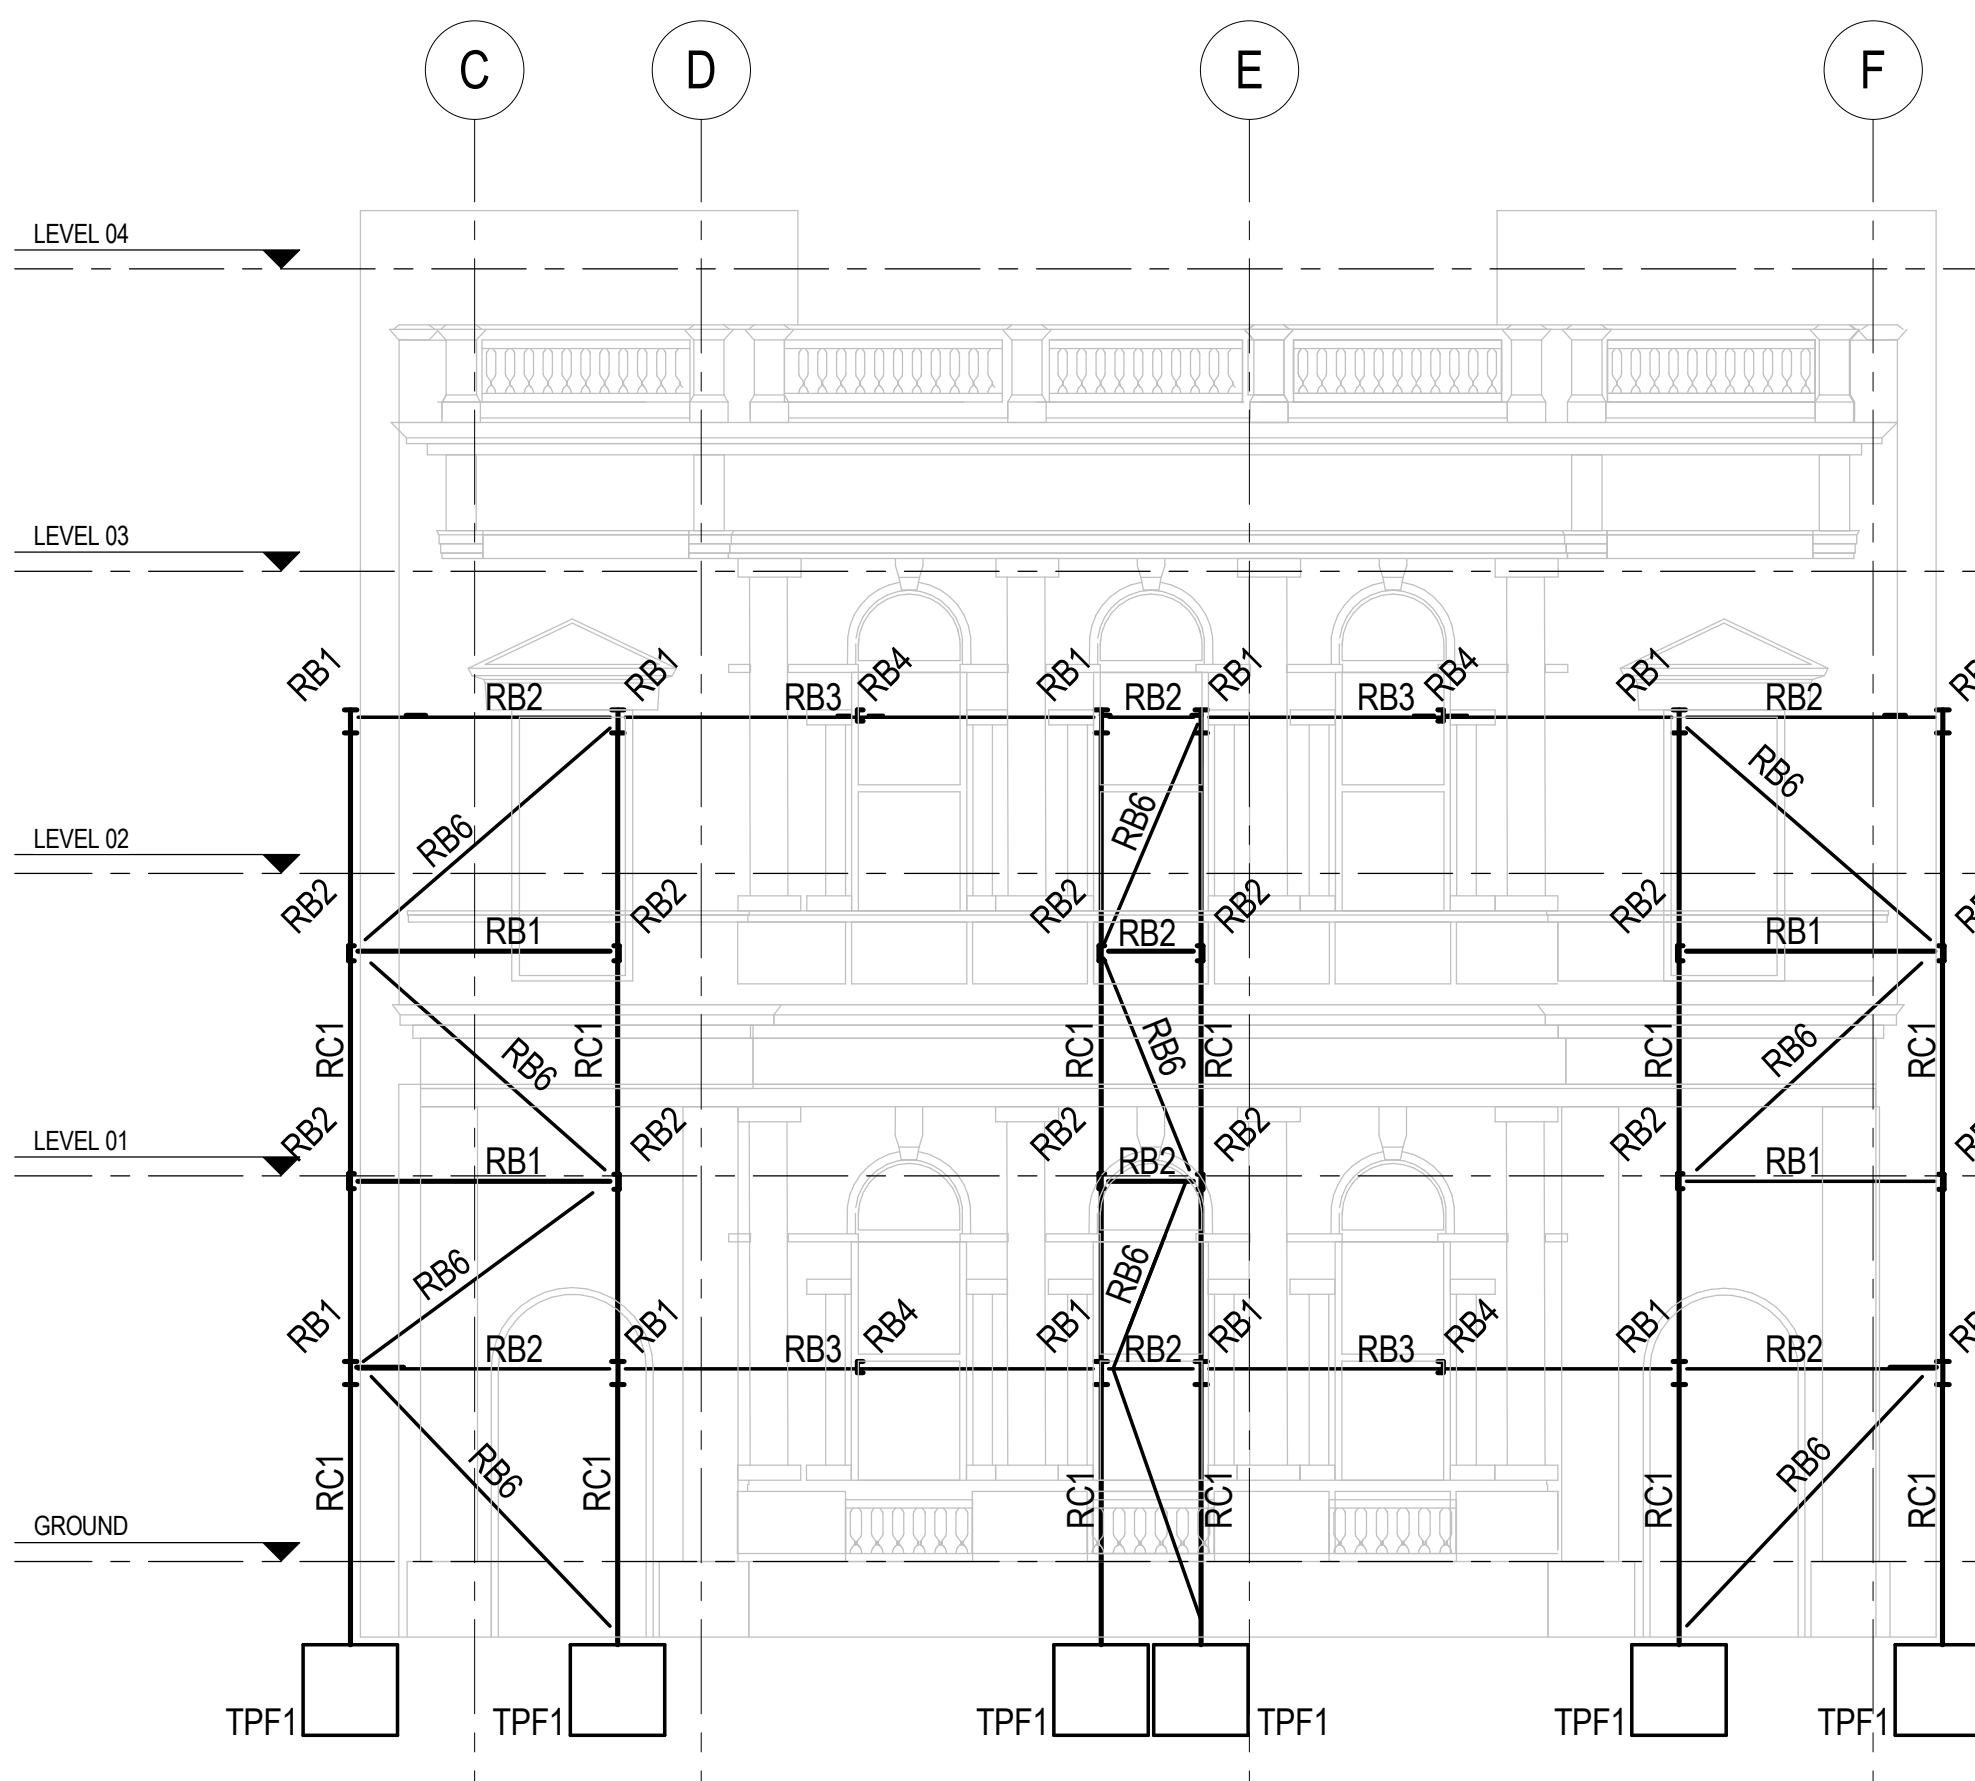 C D E F
LEVEL 04
LEVEL 03
RB1 RB1 RB4 RB1 RB1 RB4 RB1
RB2 RB3 RB2 RB3 RB2
RB6 RB6 RB6
LEVEL 02
RB2 RB2 RB2 RB2 RB2
RB1 RB2 RB1
RC1 RB6 RC1 RC1 RB6 RC1 RC1 RB6 RC1
LEVEL 01
RB2 RB2 RB2 RB2 RB2
RB1 RB2 RB1
RB6 RB6
RB1 RB1 RB4 RB1 RB1 RB4 RB1
RB2 RB3 RB2 RB3 RB2
RC1 RB6 RC1 RC1 RC1 RC1 RB6 RC1
GROUND
TPF1 TPF1 TPF1 TPF1 TPF1 TPF1